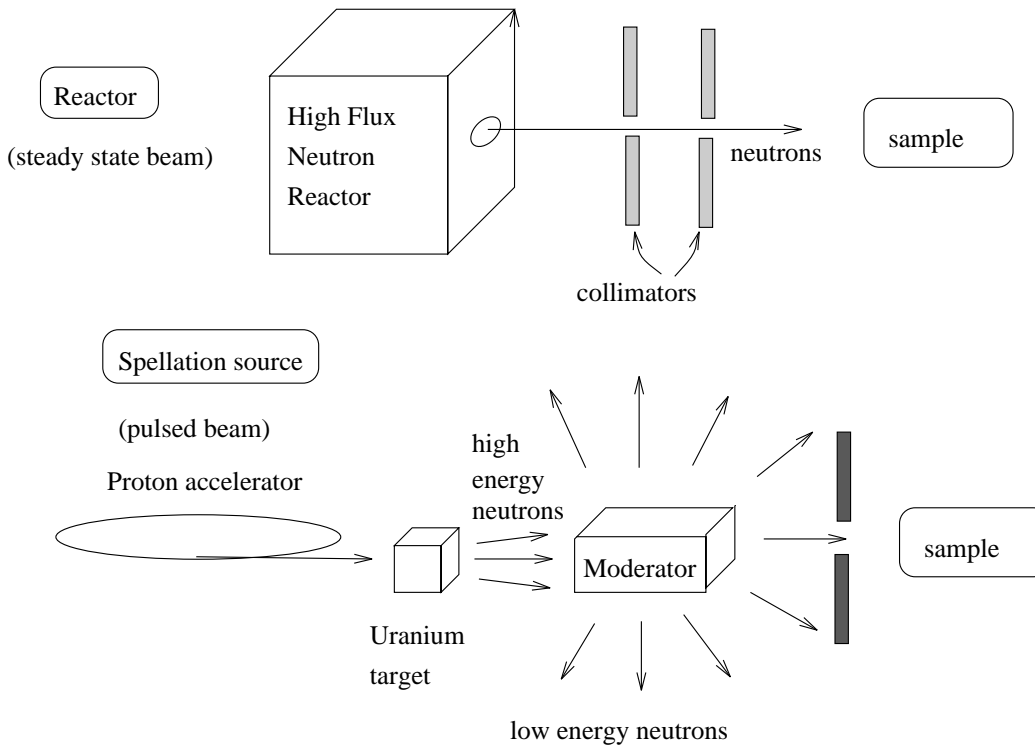 Reactor
(steady state beam)
High Flux
Neutron
Reactor
neutrons
sample
collimators
Spellation source
(pulsed beam)
Proton accelerator
high
energy
neutrons
Moderator
sample
Uranium
target
low energy neutrons